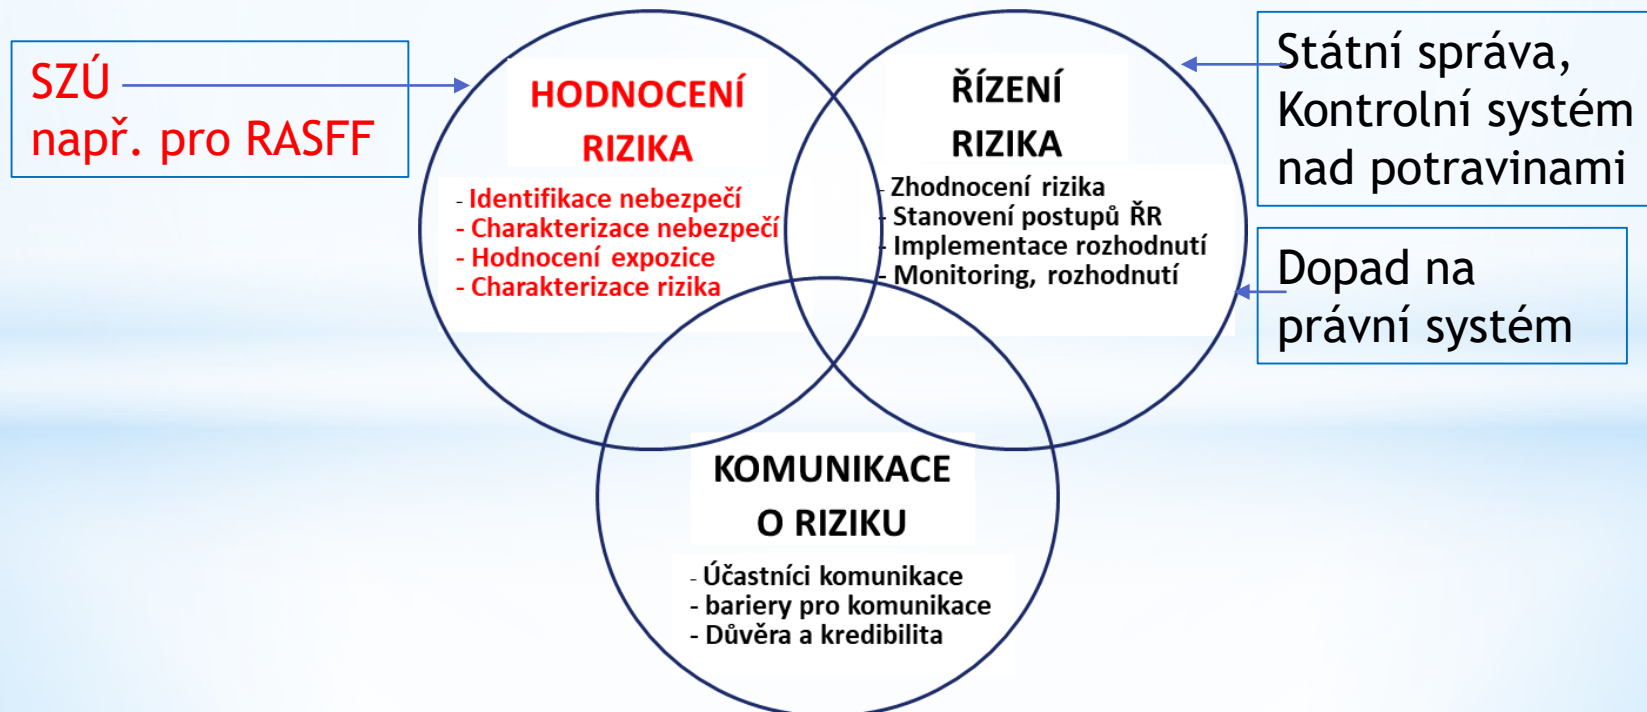 SZÚ
např. pro RASFF
HODNOCENÍ
RIZIKA
- Identifikace nebezpečí
- Charakterizace nebezpečí
- Hodnocení expozice
- Charakterizace rizika
ŘÍZENÍ
RIZIKA
- Zhodnocení rizika
- Stanovení postupů ŘR
- Implementace rozhodnutí
- Monitoring, rozhodnutí
Státní správa,
Kontrolní systém
nad potravinami
Dopad na
právní systém
KOMUNIKACE
O RIZIKU
- Účastníci komunikace
- bariery pro komunikace
- Důvěra a kredibilita